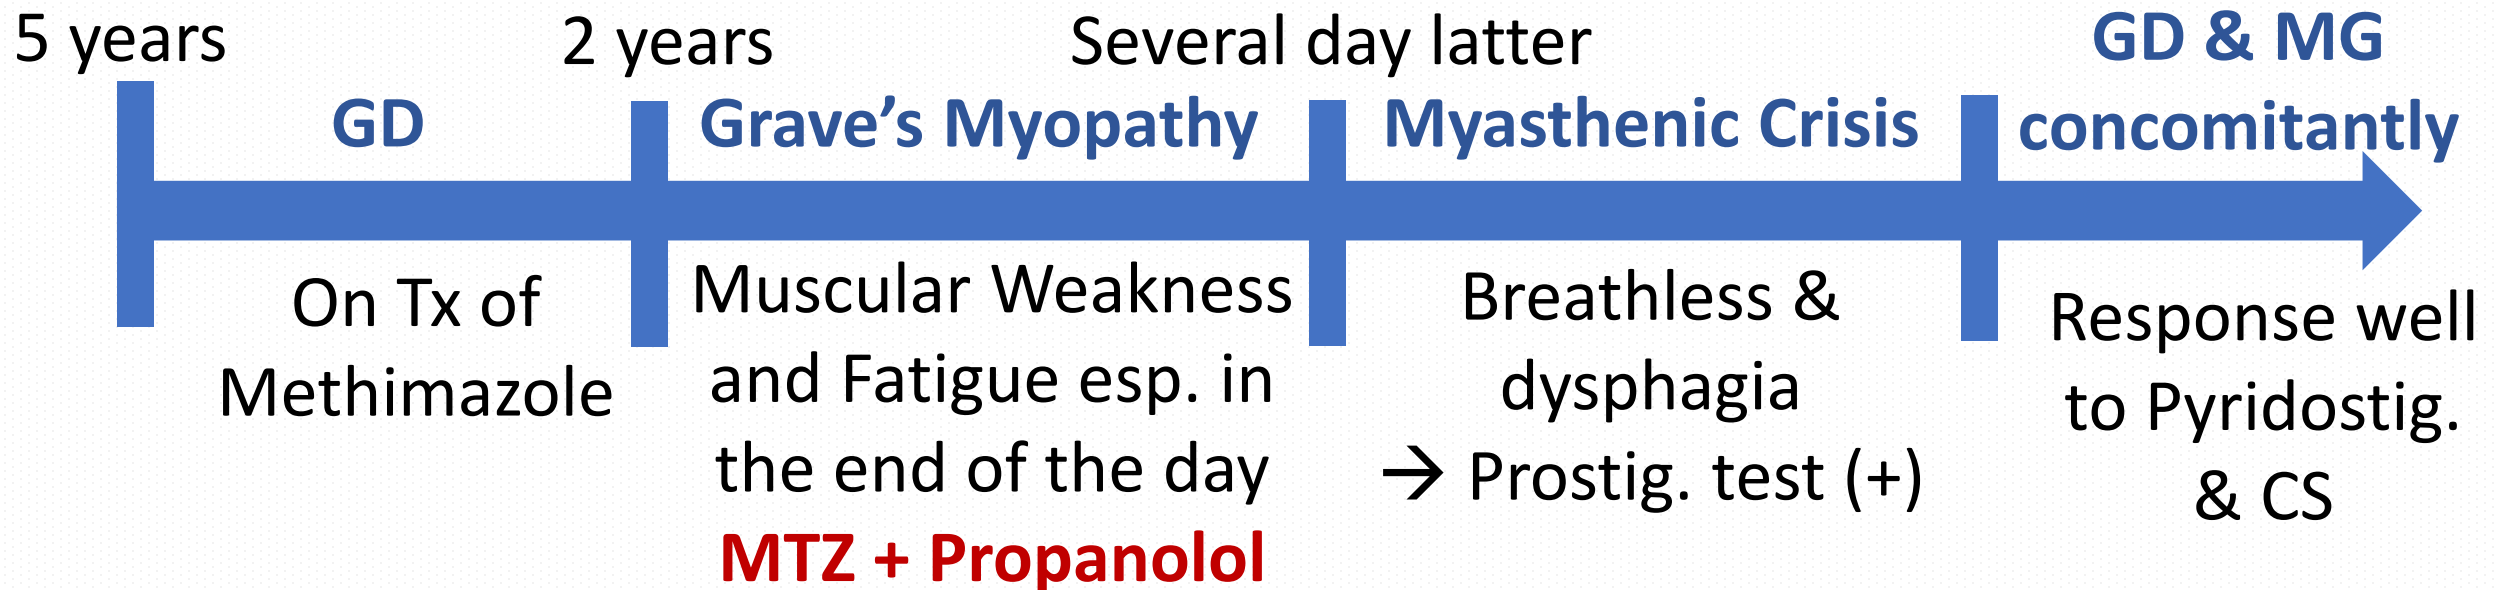 5 years
2 years
Several day latter
GD & MG
concomitantly
GD
Grave's Myopathy
Myasthenic Crisis
On Tx of
Methimazole
Muscular Weakness
and Fatigue esp. in
the end of the day
MTZ + Propanolol
Breathless &
dysphagia
→ Prostig. test (+)
Response well
to Pyridostig.
& CS